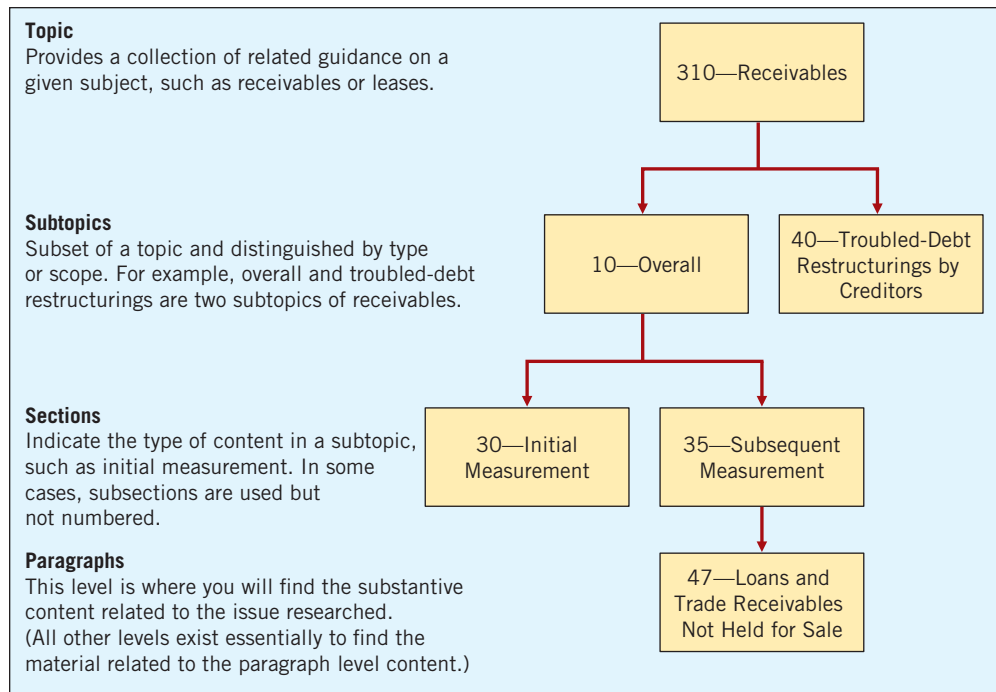 Topic
Provides a collection of related guidance on a
given subject, such as receivables or leases.
310—Receivables
Subtopics
Subset of a topic and distinguished by type
or scope. For example, overall and troubled-debt
restructurings are two subtopics of receivables.
10—Overall
40—Troubled-Debt
Restructurings by
Creditors
Sections
Indicate the type of content in a subtopic,
such as initial measurement. In some
cases, subsections are used but
not numbered.
30—Initial
Measurement
35—Subsequent
Measurement
Paragraphs
This level is where you will find the substantive
content related to the issue researched.
(All other levels exist essentially to find the
material related to the paragraph level content.)
47—Loans and
Trade Receivables
Not Held for Sale